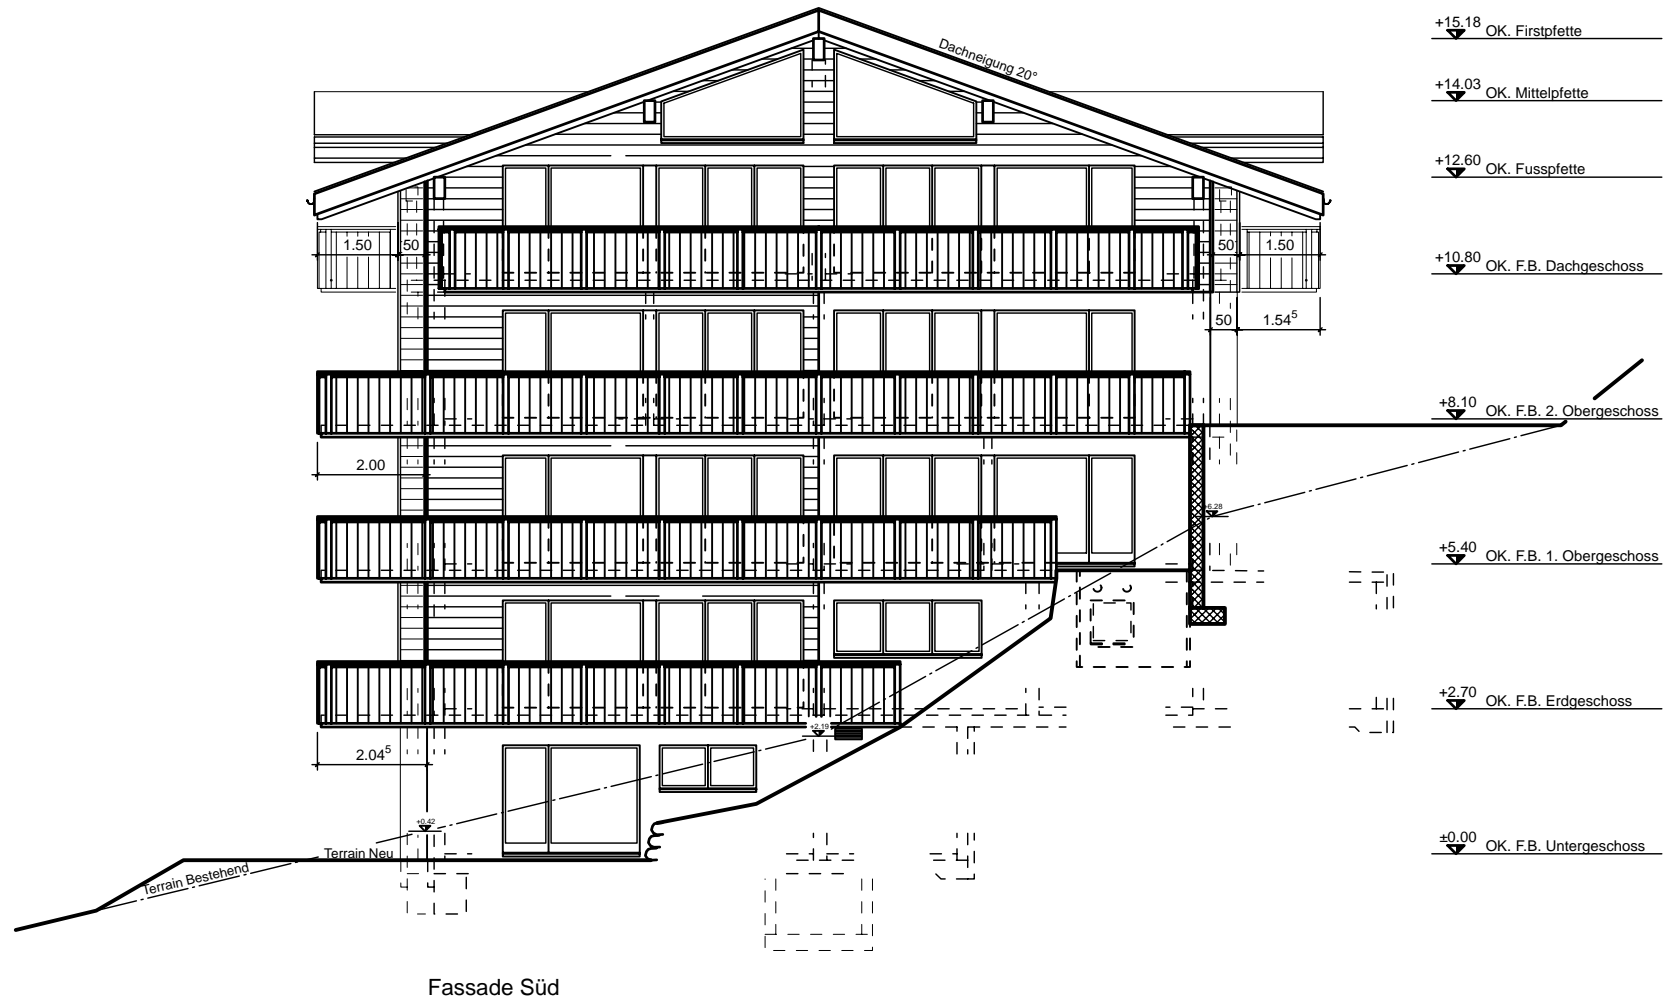 +15.18 OK. Firstpfette
Dachneigung 20°
+14.03 OK. Mittelpfette
+12.60 OK. Fusspfette
1.50 50 50 1.50
+10.80 OK. F.B. Dachgeschoss
50 1.54⁵
+8.10 OK. F.B. 2. Obergeschoss
2.00
+6.28
+5.40 OK. F.B. 1. Obergeschoss
+2.70 OK. F.B. Erdgeschoss
+2.19
2.04⁵
+0.42
±0.00 OK. F.B. Untergeschoss
Terrain Neu
Terrain Bestehend
Fassade Süd